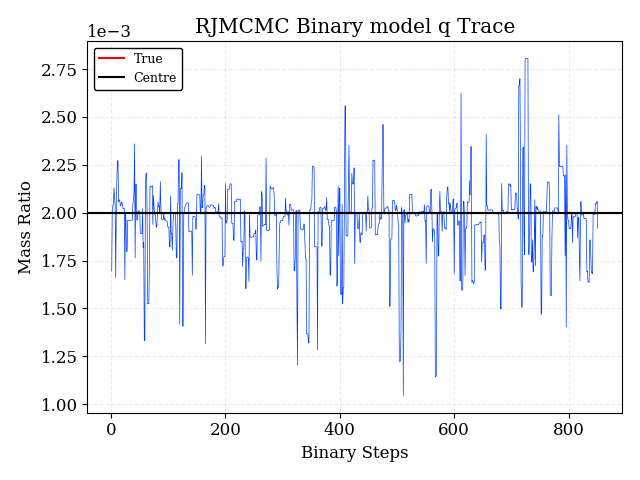 RJMCMC Binary model q Trace
1e−3
True
Centre
2.75
2.50
2.25
2.00
1.75
1.50
1.25
1.00
Mass Ratio
0 200 400 600 800
Binary Steps